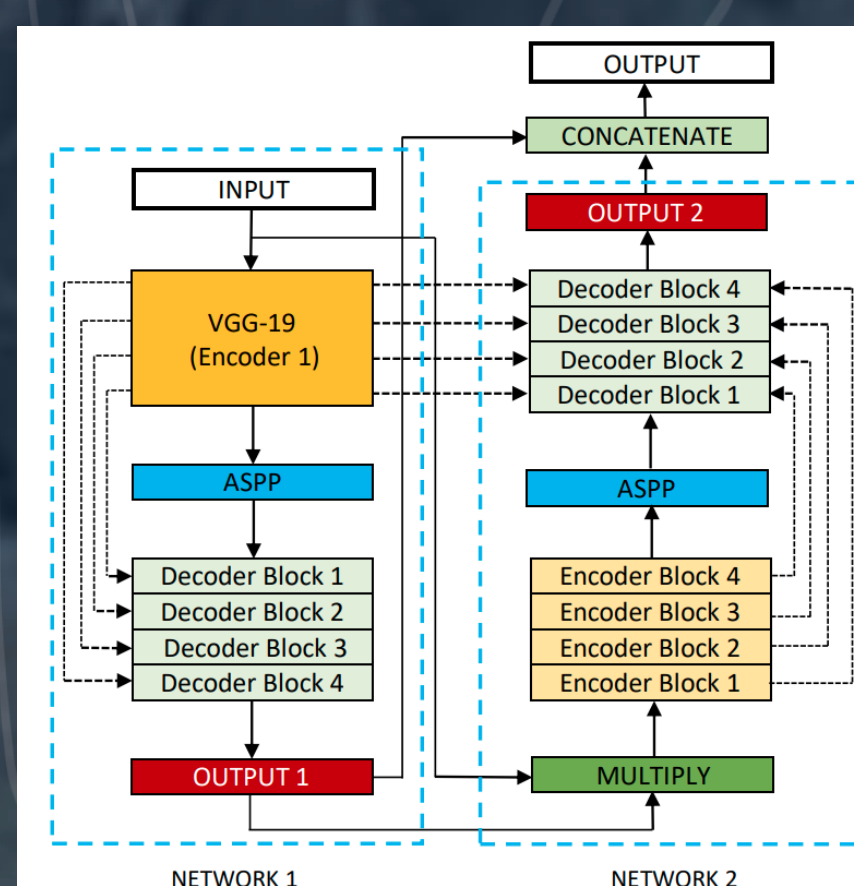 OUTPUT
CONCATENATE
INPUT
VGG-19
(Encoder 1)
ASPP
Decoder Block 1
Decoder Block 2
Decoder Block 3
Decoder Block 4
OUTPUT 1
NETWORK 1
OUTPUT 2
Decoder Block 4
Decoder Block 3
Decoder Block 2
Decoder Block 1
ASPP
Encoder Block 4
Encoder Block 3
Encoder Block 2
Encoder Block 1
MULTIPLY
NETWORK 2